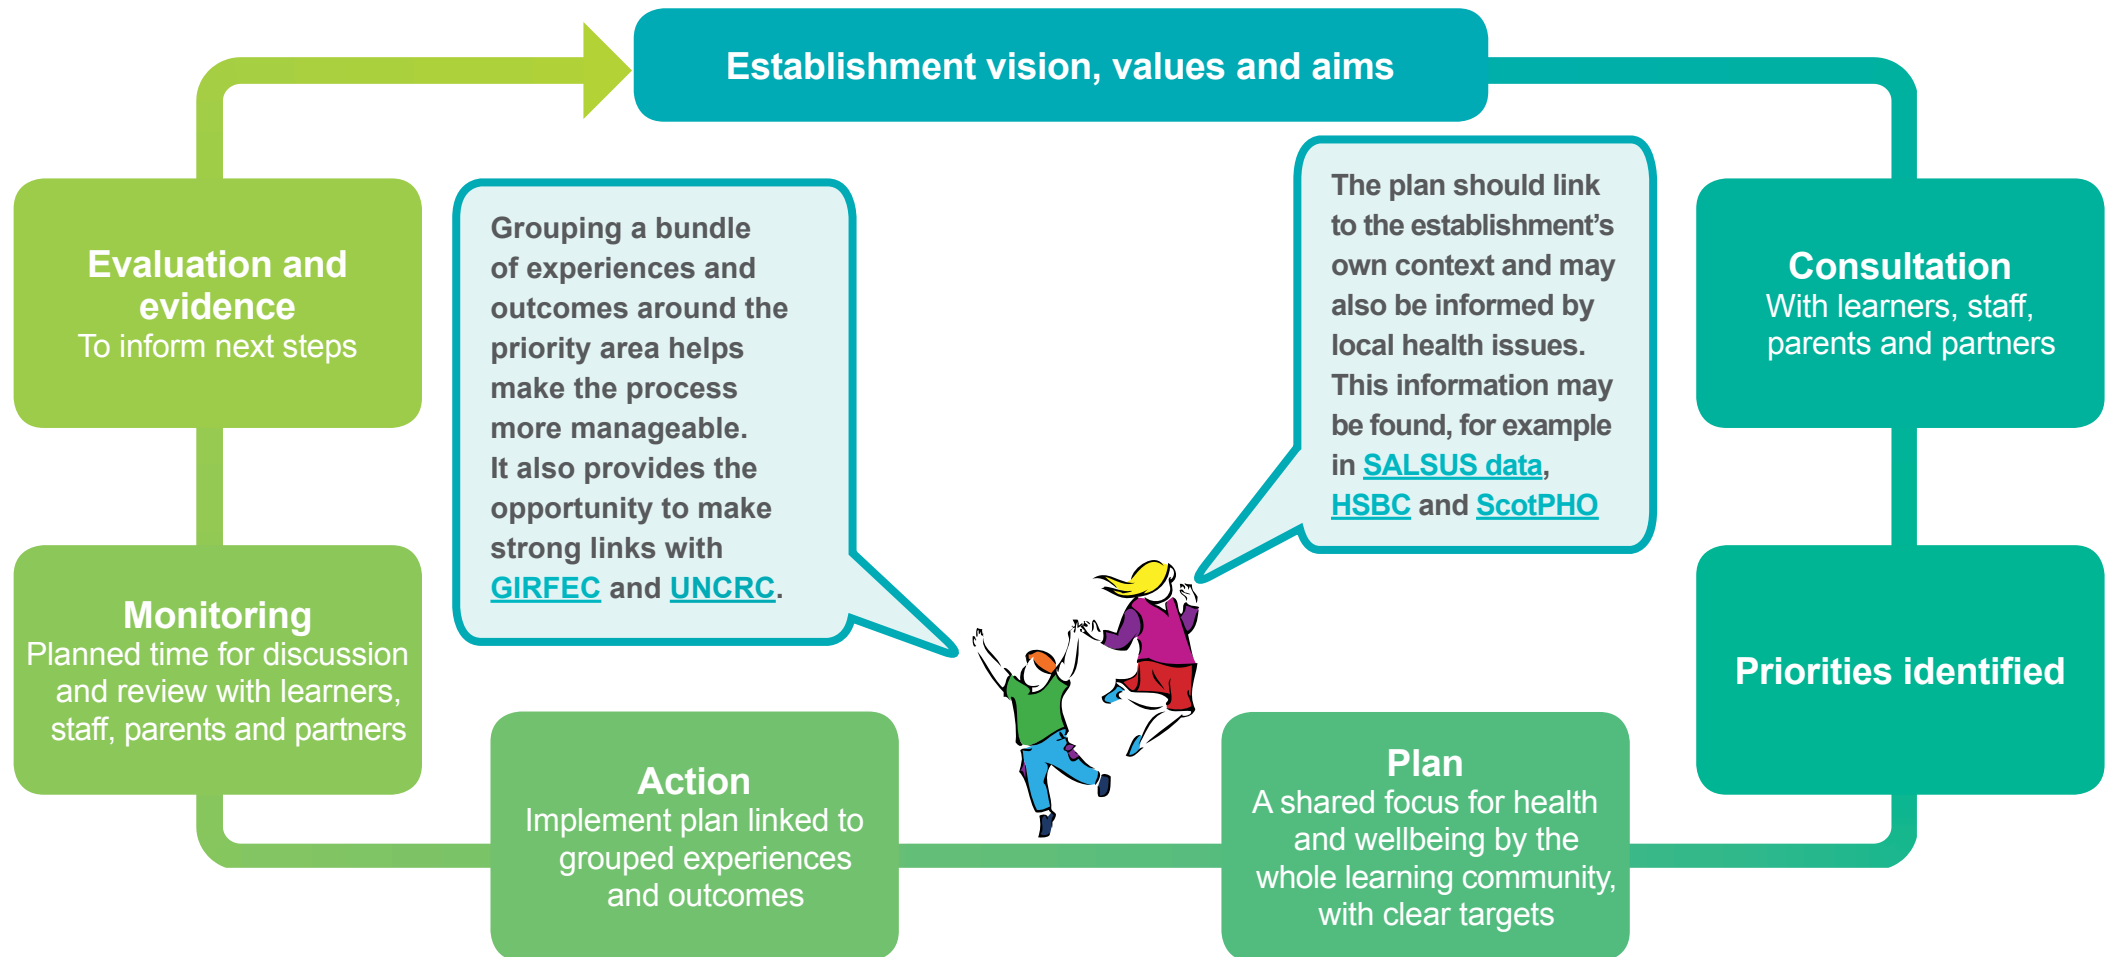 Establishment vision, values and aims
Consultation
With learners, staff,
parents and partners
Priorities identified
Plan
A shared focus for health
and wellbeing by the
whole learning community,
with clear targets
Action
Implement plan linked to
grouped experiences
and outcomes
Monitoring
Planned time for discussion
and review with learners,
staff, parents and partners
Evaluation and
evidence
To inform next steps
Grouping a bundle
of experiences and
outcomes around the
priority area helps
make the process
more manageable.
It also provides the
opportunity to make
strong links with
GIRFEC and UNCRC.
The plan should link
to the establishment’s
own context and may
also be informed by
local health issues.
This information may
be found, for example
in SALSUS data,
HSBC and ScotPHO